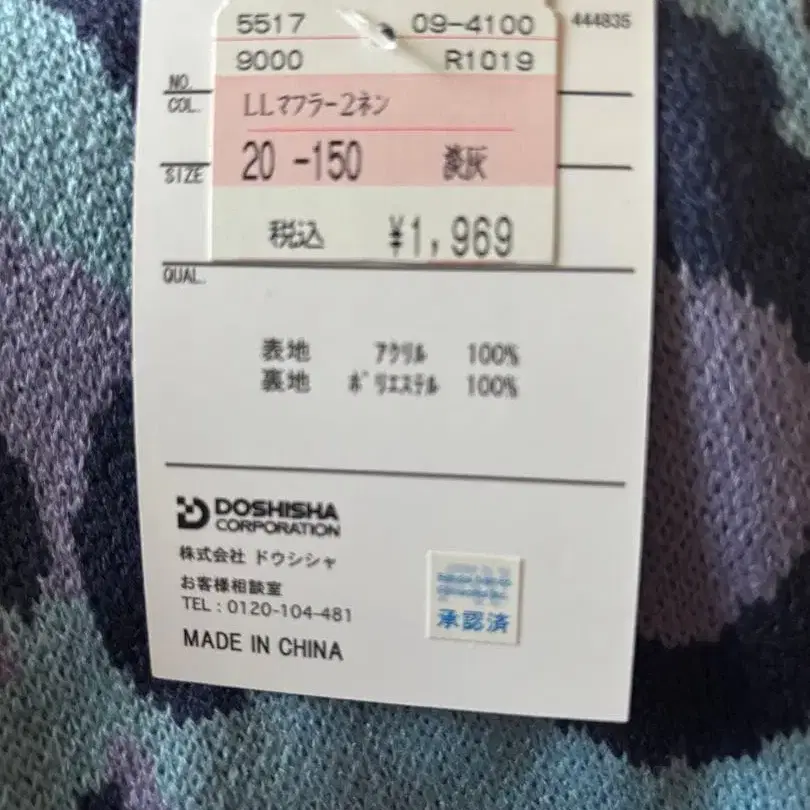 5517 09-4100
444835
9000 R1019
NO.
COL.
LLマフラー2ネン
SIZE
20 -150 濃灰
税込 ¥1,969
QUAL.
表地 アクリル 100%
裏地 ポリエステル 100%
DOSHISHA
CORPORATION
株式会社 ドウシシャ
お客様相談室
TEL : 0120-104-481
承認済
MADE IN CHINA